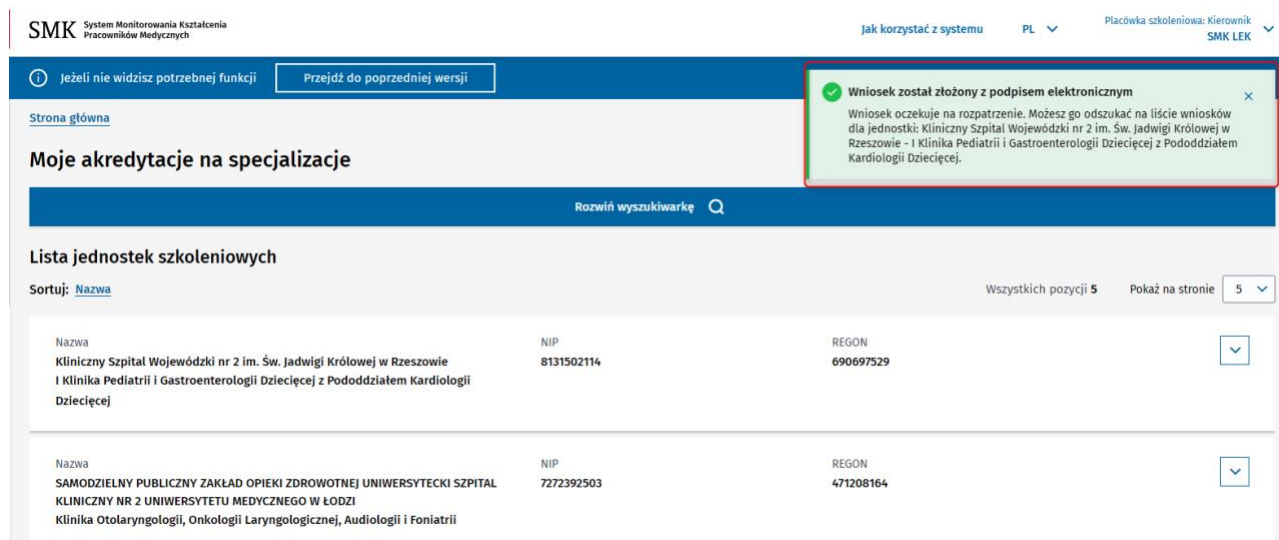 SMK System Monitorowania Kształcenia
Pracowników Medycznych
Jak korzystać z systemu
PL
Placówka szkoleniowa: Kierownik
SMK LEK
Jeżeli nie widzisz potrzebnej funkcji
Przejdź do poprzedniej wersji
Wniosek został złożony z podpisem elektronicznym
Wniosek oczekuje na rozpatrzenie. Możesz go odszukać na liście wniosków
dla jednostki: Kliniczny Szpital Wojewódzki nr 2 im. Św. Jadwigi Królowej w
Rzeszowie - I Klinika Pediatrii i Gastroenterologii Dziecięcej z Pododdziałem
Kardiologii Dziecięcej.
Strona główna
Moje akredytacje na specjalizacje
Rozwiń wyszukiwarkę
Lista jednostek szkoleniowych
Sortuj: Nazwa
Wszystkich pozycji 5
Pokaż na stronie 5
Nazwa
Kliniczny Szpital Wojewódzki nr 2 im. Św. Jadwigi Królowej w Rzeszowie
I Klinika Pediatrii i Gastroenterologii Dziecięcej z Pododdziałem Kardiologii
Dziecięcej
NIP
8131502114
REGON
690697529
Nazwa
SAMODZIELNY PUBLICZNY ZAKŁAD OPIEKI ZDROWOTNEJ UNIWERSYTECKI SZPITAL
KLINICZNY NR 2 UNIWERSYTETU MEDYCZNEGO W ŁODZI
Klinika Otolaryngologii, Onkologii Laryngologicznej, Audiologii i Foniatrii
NIP
7272392503
REGON
471208164